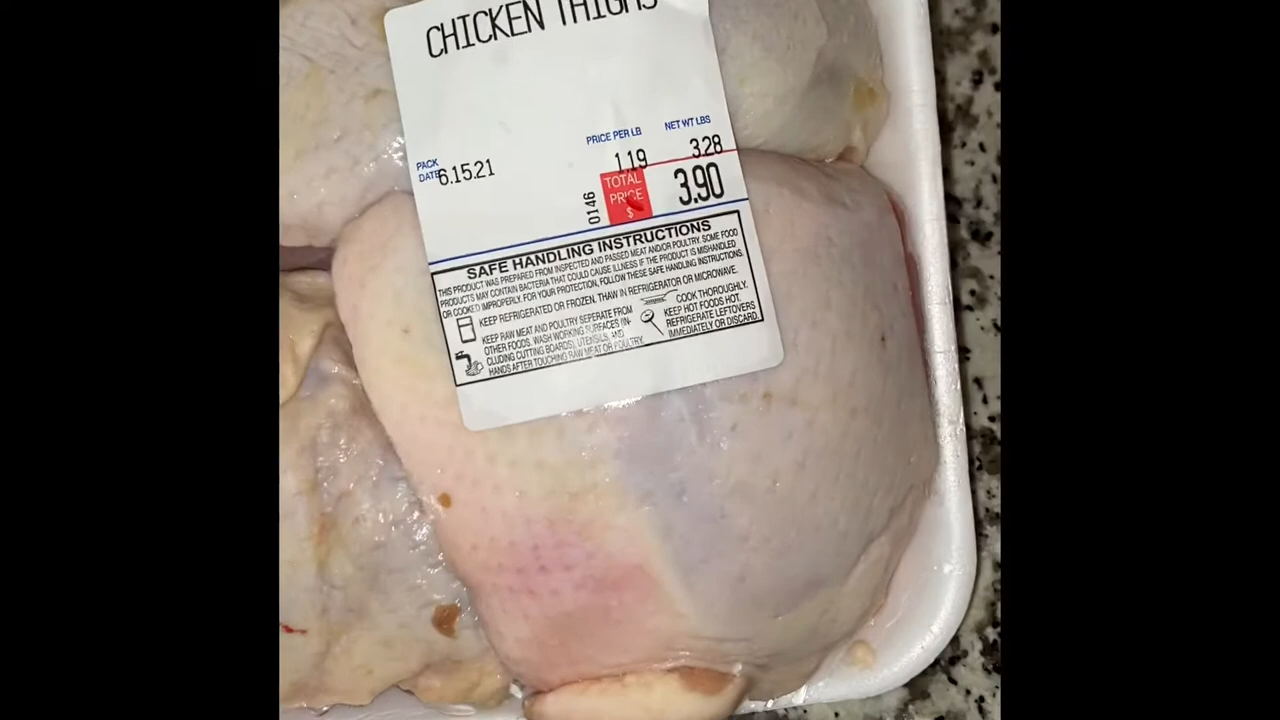 CHICKEN THIGHS
PRICE PER LB NET WT LBS
PACK
DATE 6.15.21 1.19 3.28
0146 TOTAL PRICE $ 3.90
SAFE HANDLING INSTRUCTIONS
THIS PRODUCT WAS PREPARED FROM INSPECTED AND PASSED MEAT AND/OR POULTRY. SOME FOOD
PRODUCTS MAY CONTAIN BACTERIA THAT COULD CAUSE ILLNESS IF THE PRODUCT IS MISHANDLED
OR COOKED IMPROPERLY. FOR YOUR PROTECTION, FOLLOW THESE SAFE HANDLING INSTRUCTIONS.
KEEP REFRIGERATED OR FROZEN. THAW IN REFRIGERATOR OR MICROWAVE.
KEEP RAW MEAT AND POULTRY SEPERATE FROM
OTHER FOODS. WASH WORKING SURFACES (IN-
CLUDING CUTTING BOARDS), UTENSILS, AND
HANDS AFTER TOUCHING RAW MEAT OR POULTRY.
COOK THOROUGHLY.
KEEP HOT FOODS HOT.
REFRIGERATE LEFTOVERS
IMMEDIATELY OR DISCARD.